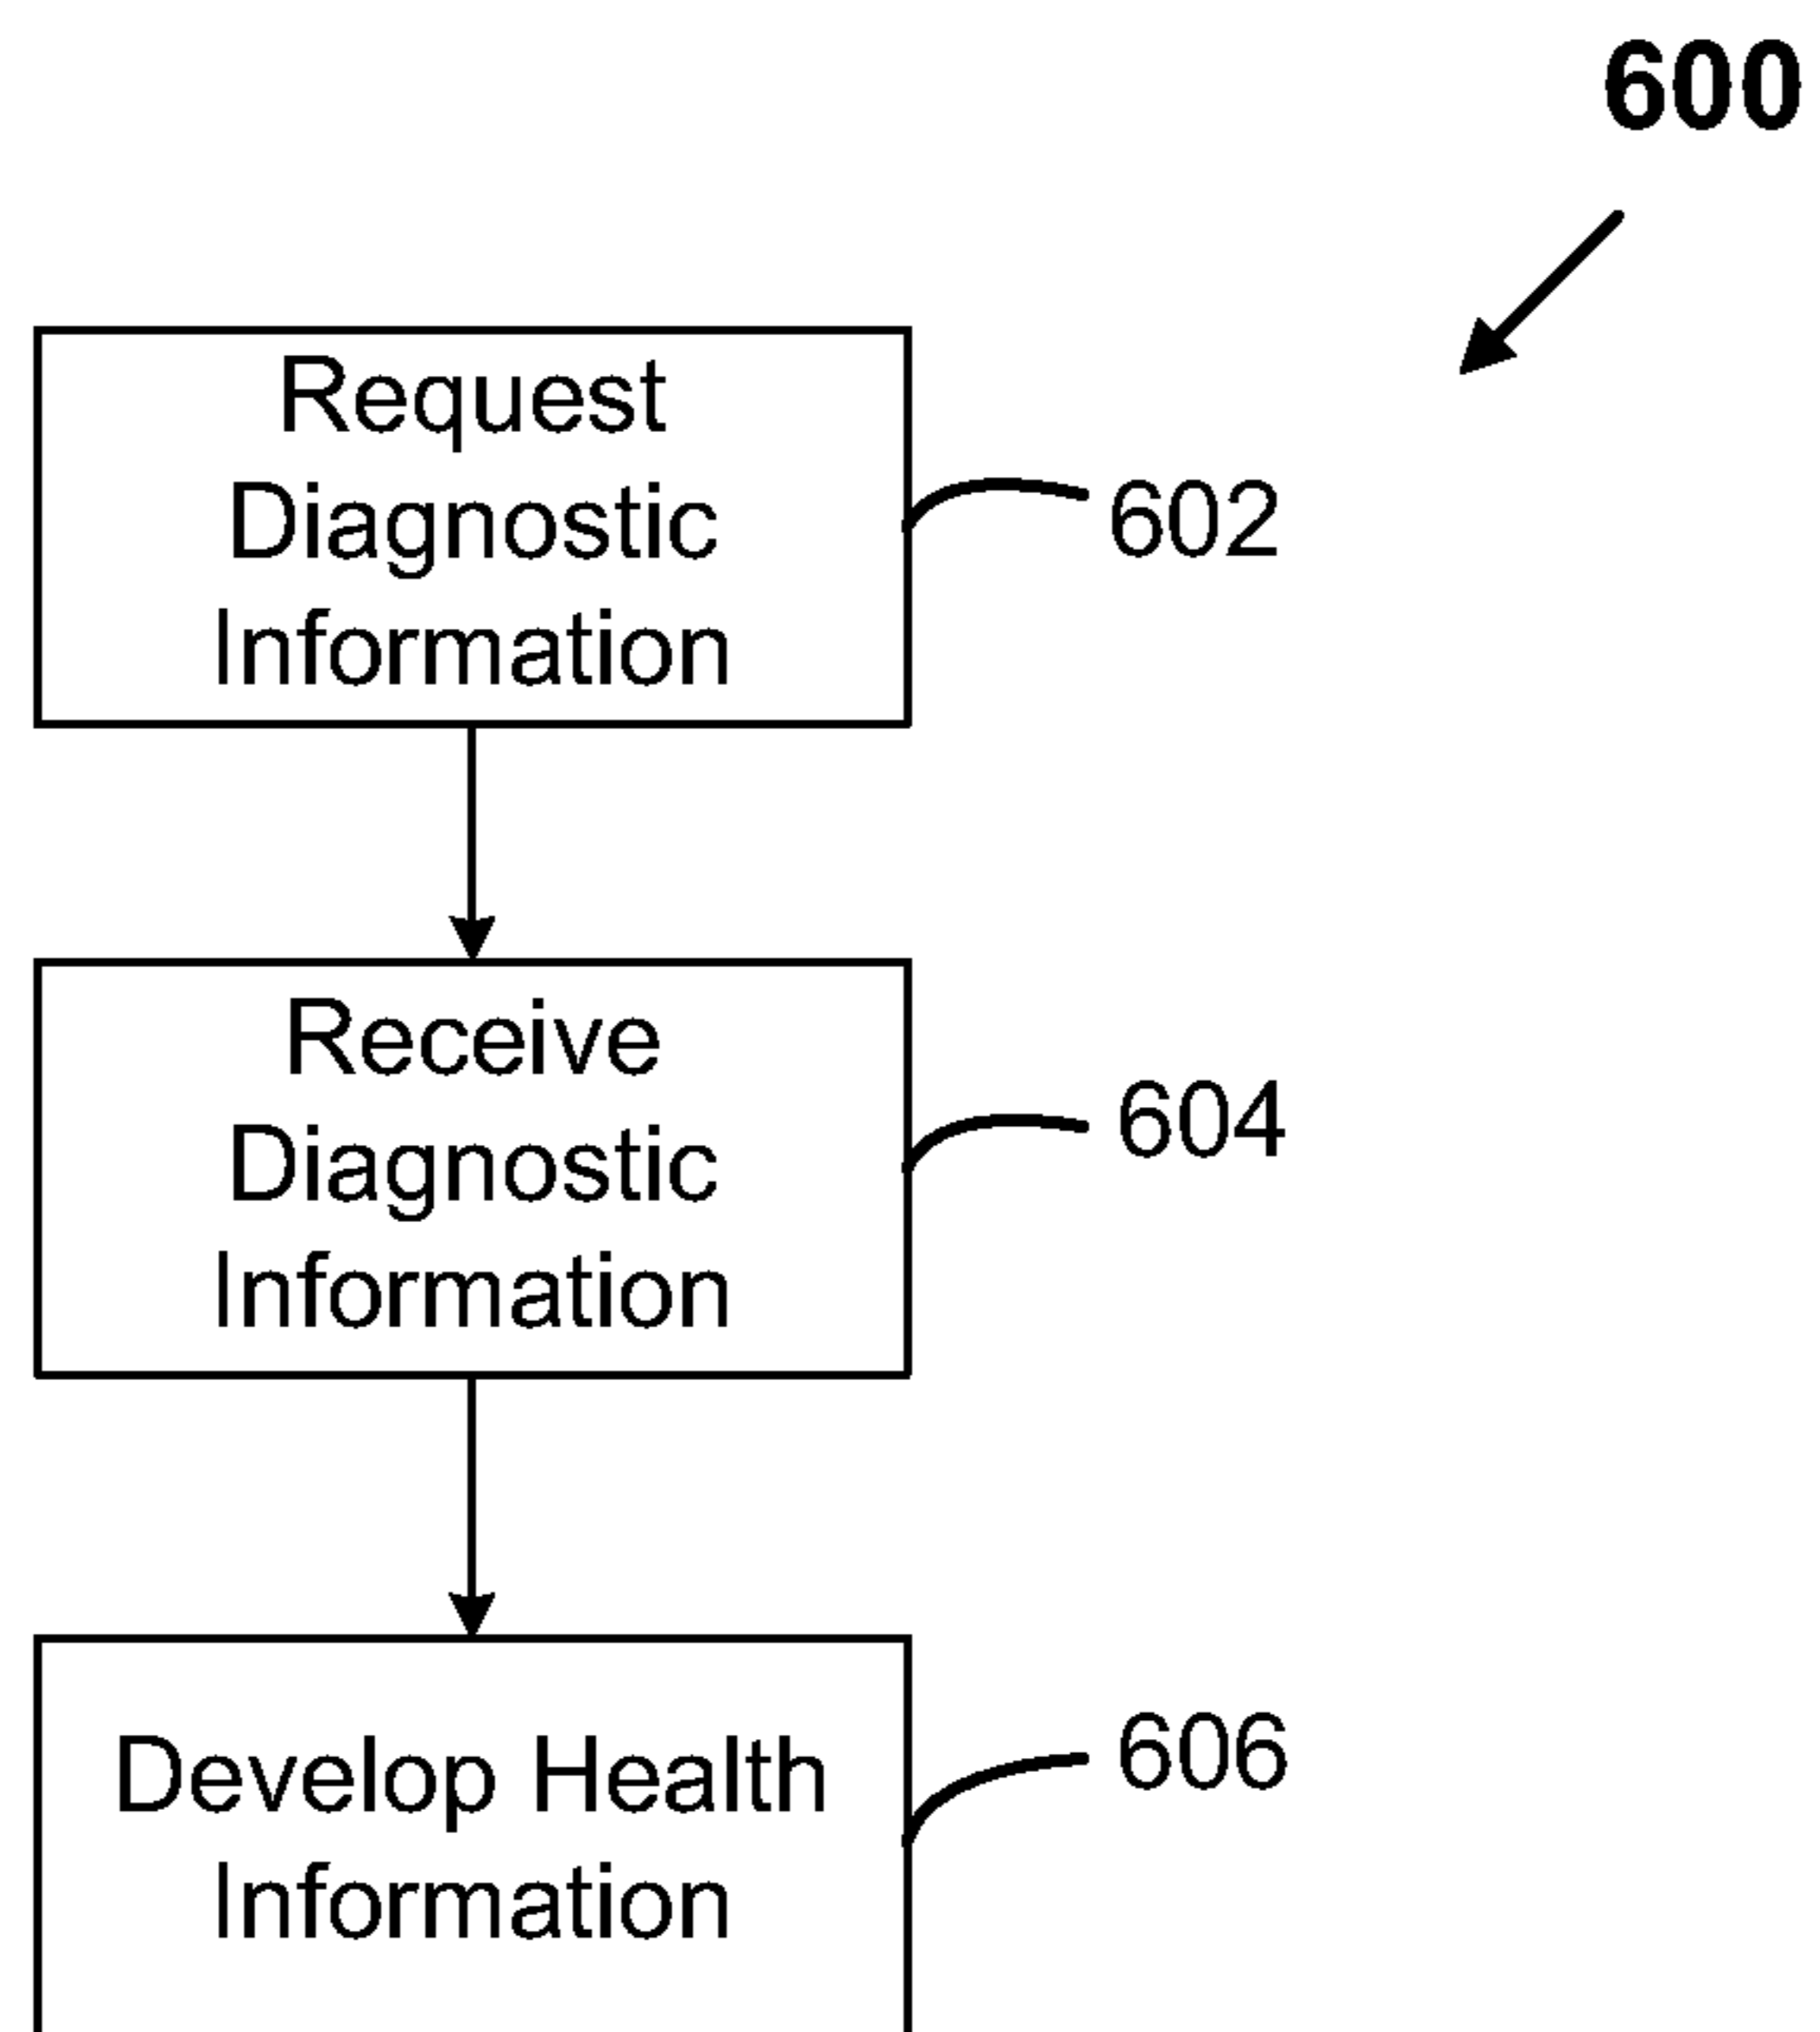 600
Request
Diagnostic
Information
602
Receive
Diagnostic
Information
604
Develop Health
Information
606